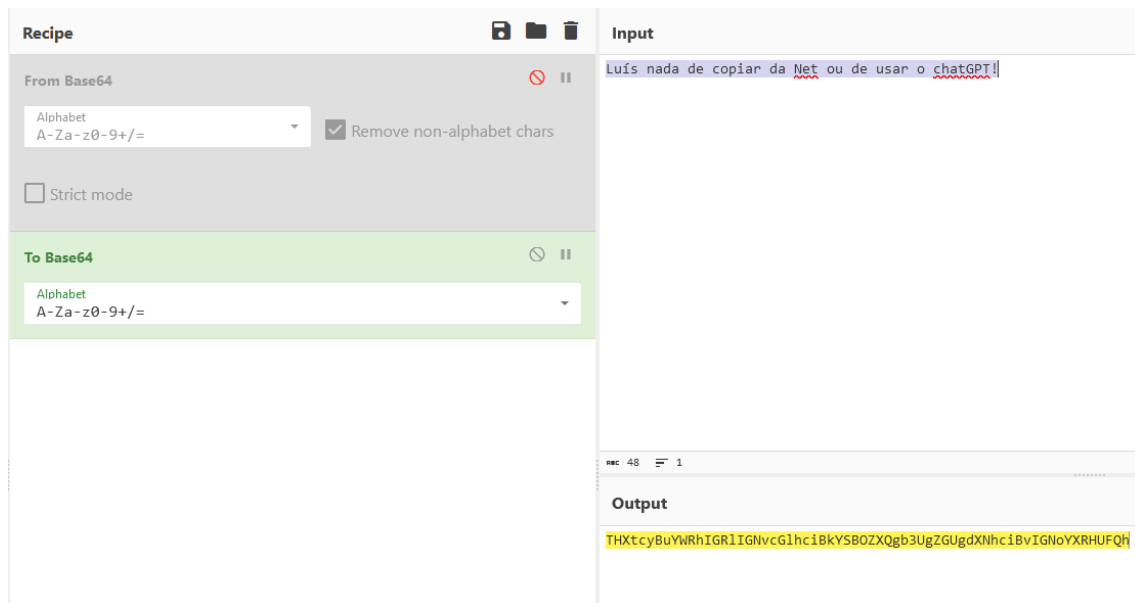 Recipe
From Base64
Alphabet
A-Za-z0-9+/=
Remove non-alphabet chars
Strict mode
To Base64
Alphabet
A-Za-z0-9+/=
Input
Luís nada de copiar da Net ou de usar o chatGPT!
RBC 48 1
Output
THXtcyBuYWRhIGRlIGNvcGlhciBkYSBOZXQgb3UgZGUgdXNhciBvIGNoYXRHUFQh